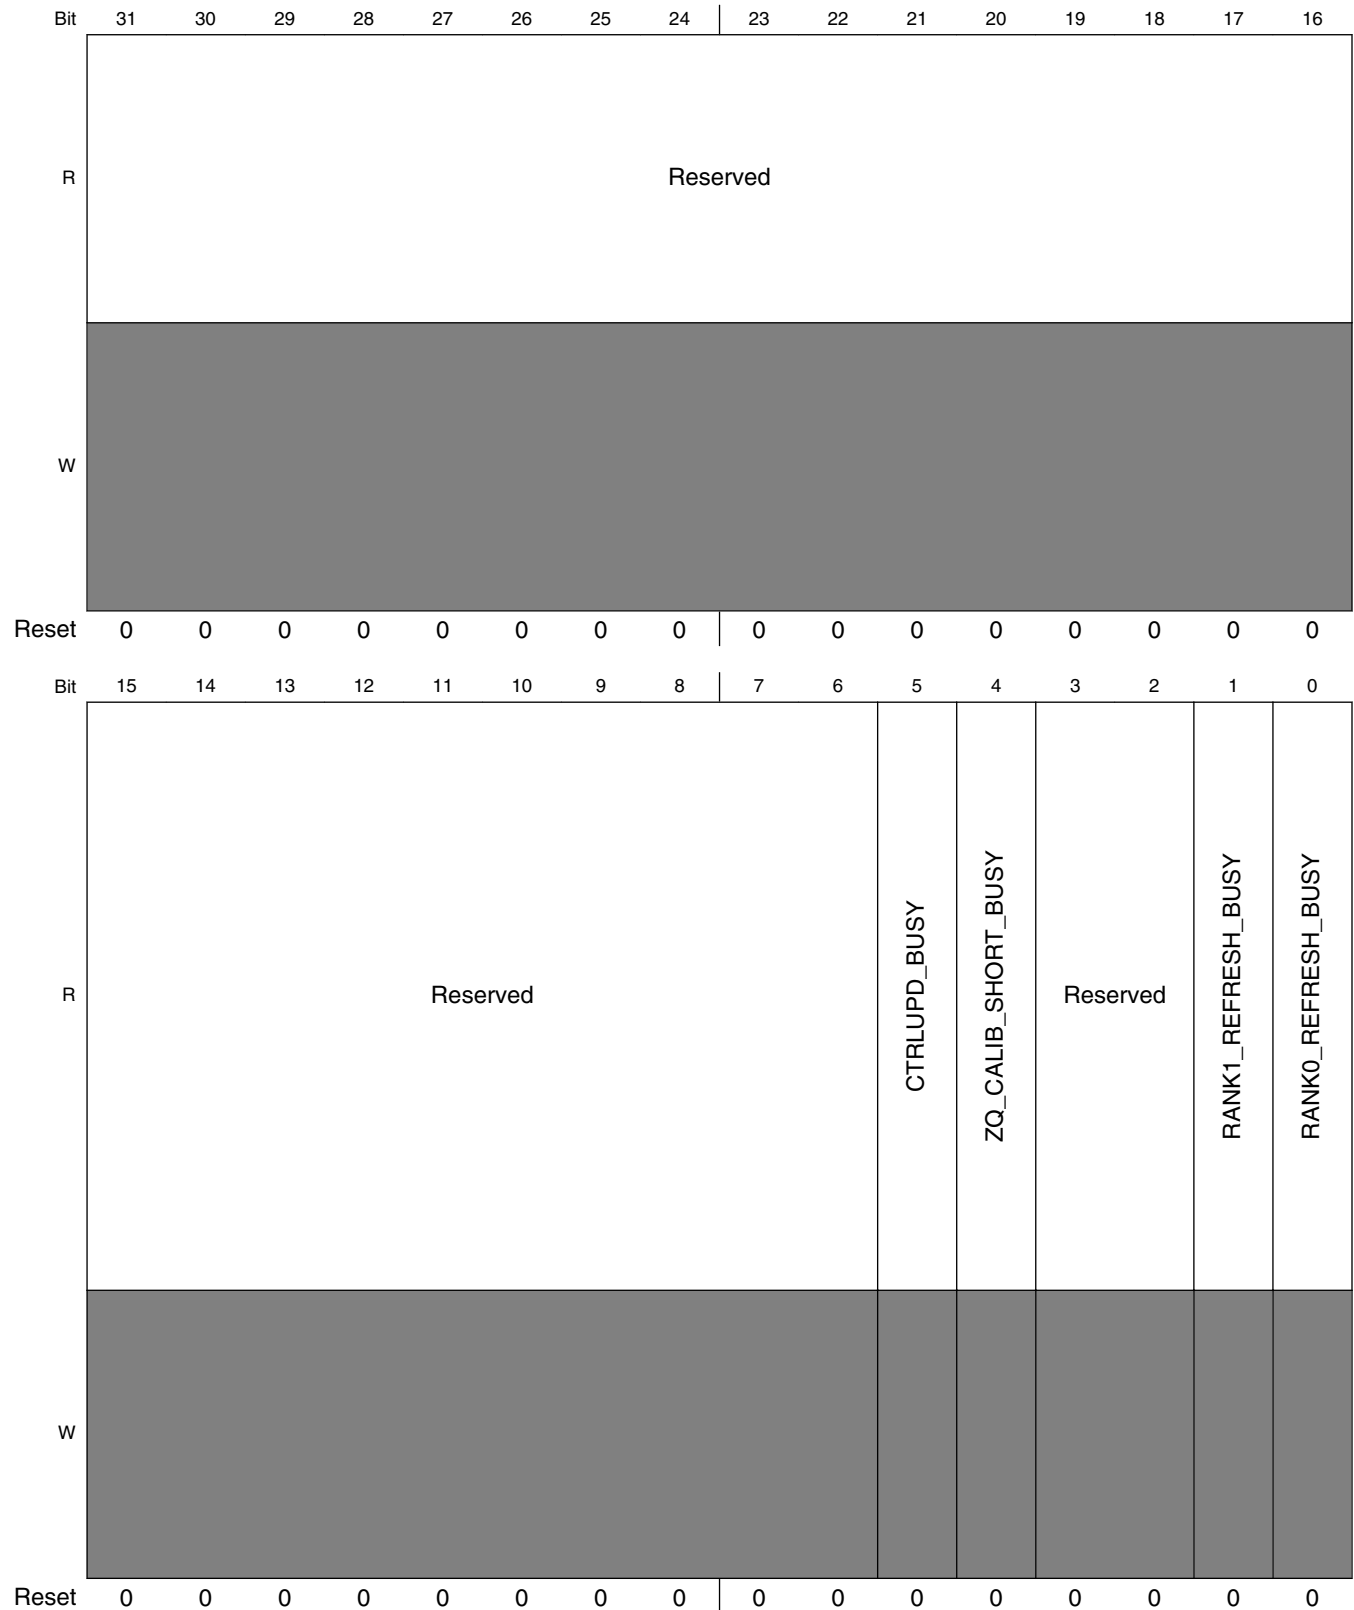 Bit 31 30 29 28 27 26 25 24 23 22 21 20 19 18 17 16
R Reserved
W
Reset 0 0 0 0 0 0 0 0 0 0 0 0 0 0 0 0
Bit 15 14 13 12 11 10 9 8 7 6 5 4 3 2 1 0
R Reserved CTRLUPD_BUSY ZQ_CALIB_SHORT_BUSY Reserved RANK1_REFRESH_BUSY RANK0_REFRESH_BUSY
W
Reset 0 0 0 0 0 0 0 0 0 0 0 0 0 0 0 0